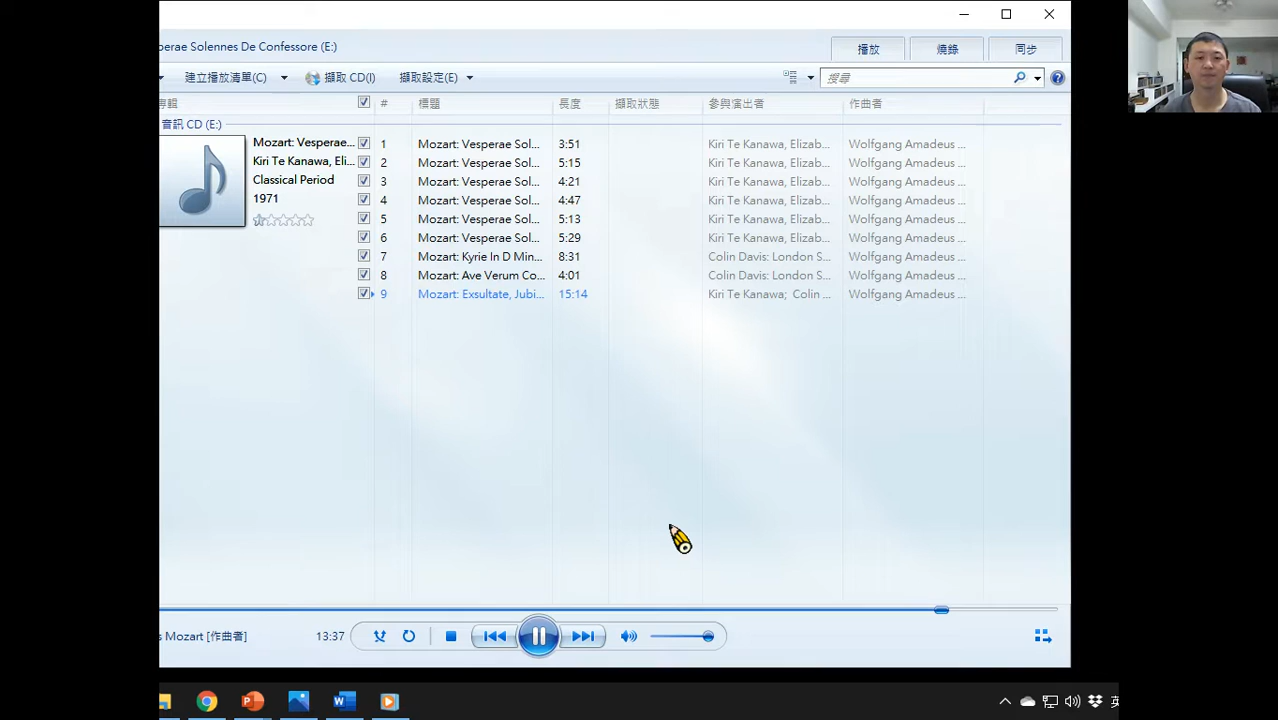 perae Solennes De Confessore (E:)
播放
燒錄
同步
建立播放清單(C)
擷取 CD(I)
擷取設定(E)
搜尋
專輯
#
標題
長度
擷取狀態
參與演出者
作曲者
音訊 CD (E:)
Mozart: Vesperae...
Kiri Te Kanawa, Eli...
Classical Period
1971
1 Mozart: Vesperae Sol... 3:51 Kiri Te Kanawa, Elizab... Wolfgang Amadeus ...
2 Mozart: Vesperae Sol... 5:15 Kiri Te Kanawa, Elizab... Wolfgang Amadeus ...
3 Mozart: Vesperae Sol... 4:21 Kiri Te Kanawa, Elizab... Wolfgang Amadeus ...
4 Mozart: Vesperae Sol... 4:47 Kiri Te Kanawa, Elizab... Wolfgang Amadeus ...
5 Mozart: Vesperae Sol... 5:13 Kiri Te Kanawa, Elizab... Wolfgang Amadeus ...
6 Mozart: Vesperae Sol... 5:29 Kiri Te Kanawa, Elizab... Wolfgang Amadeus ...
7 Mozart: Kyrie In D Min... 8:31 Colin Davis: London S... Wolfgang Amadeus ...
8 Mozart: Ave Verum Co... 4:01 Colin Davis: London S... Wolfgang Amadeus ...
9 Mozart: Exsultate, Jubi... 15:14 Kiri Te Kanawa; Colin ... Wolfgang Amadeus ...
s Mozart [作曲者]
13:37